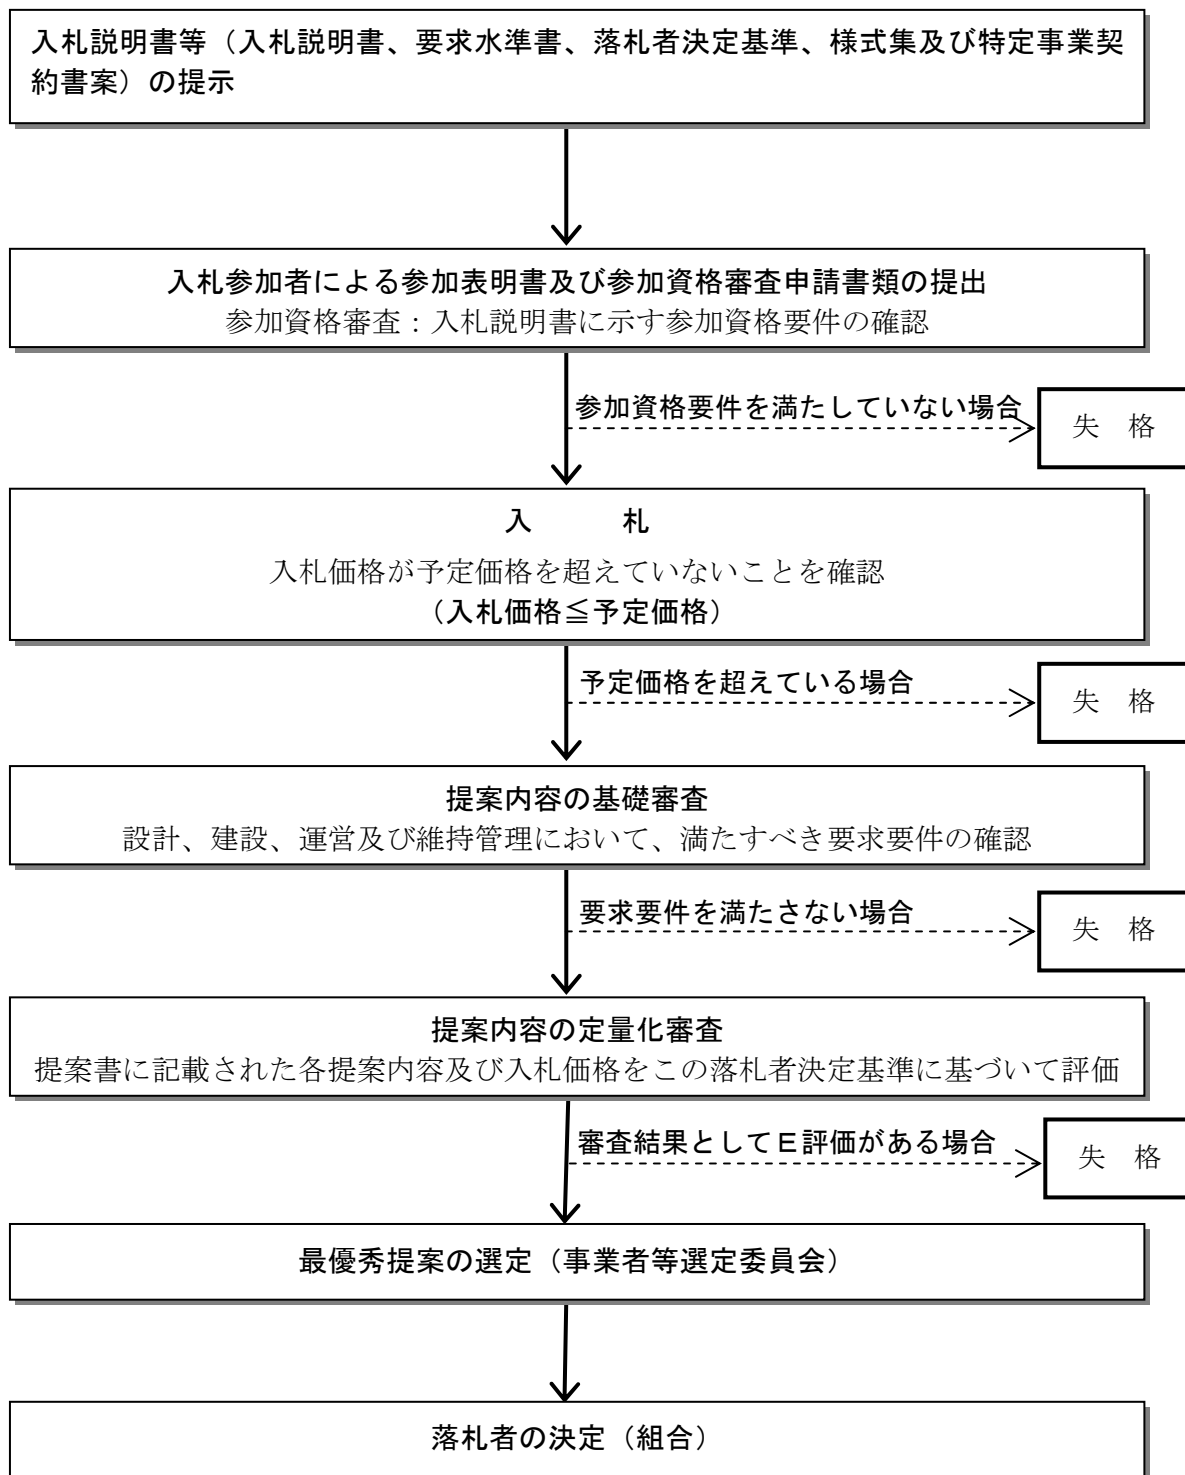 入札説明書等（入札説明書、要求水準書、落札者決定基準、様式集及び特定事業契
約書案）の提示
入札参加者による参加表明書及び参加資格審査申請書類の提出
参加資格審査：入札説明書に示す参加資格要件の確認
参加資格要件を満たしていない場合
失　格
入　　　札
入札価格が予定価格を超えていないことを確認
（入札価格≦予定価格）
予定価格を超えている場合
失　格
提案内容の基礎審査
設計、建設、運営及び維持管理において、満たすべき要求要件の確認
要求要件を満たさない場合
失　格
提案内容の定量化審査
提案書に記載された各提案内容及び入札価格をこの落札者決定基準に基づいて評価
審査結果としてＥ評価がある場合
失　格
最優秀提案の選定（事業者等選定委員会）
落札者の決定（組合）